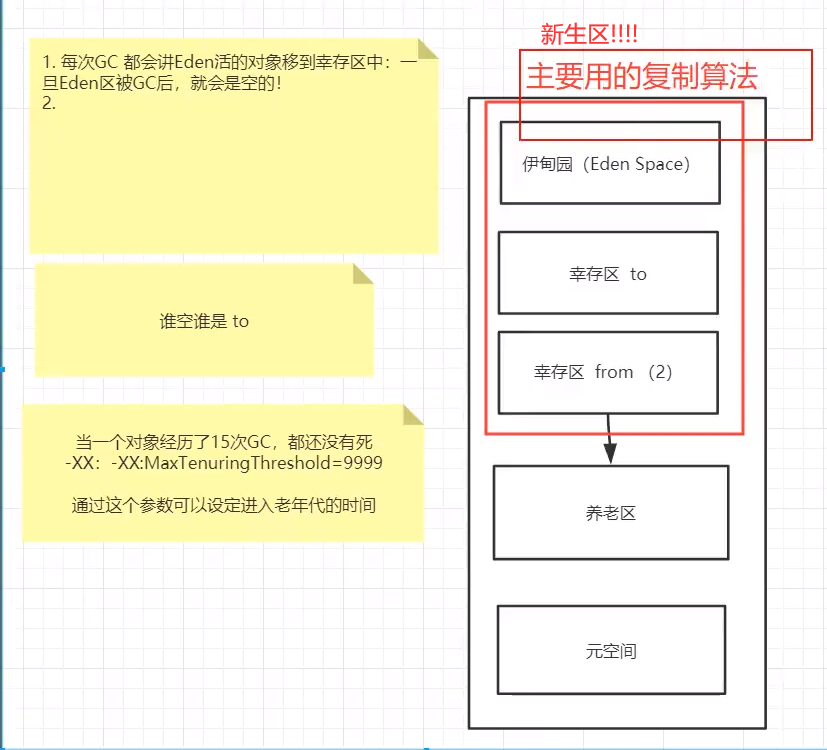 1. 每次GC 都会讲Eden活的对象移到幸存区中：一
旦Eden区被GC后，就会是空的！
2.
谁空谁是 to
当一个对象经历了15次GC，都还没有死
-XX：-XX:MaxTenuringThreshold=9999
通过这个参数可以设定进入老年代的时间
新生区!!!!
主要用的复制算法
伊甸园（Eden Space）
幸存区 to
幸存区 from （2）
养老区
元空间